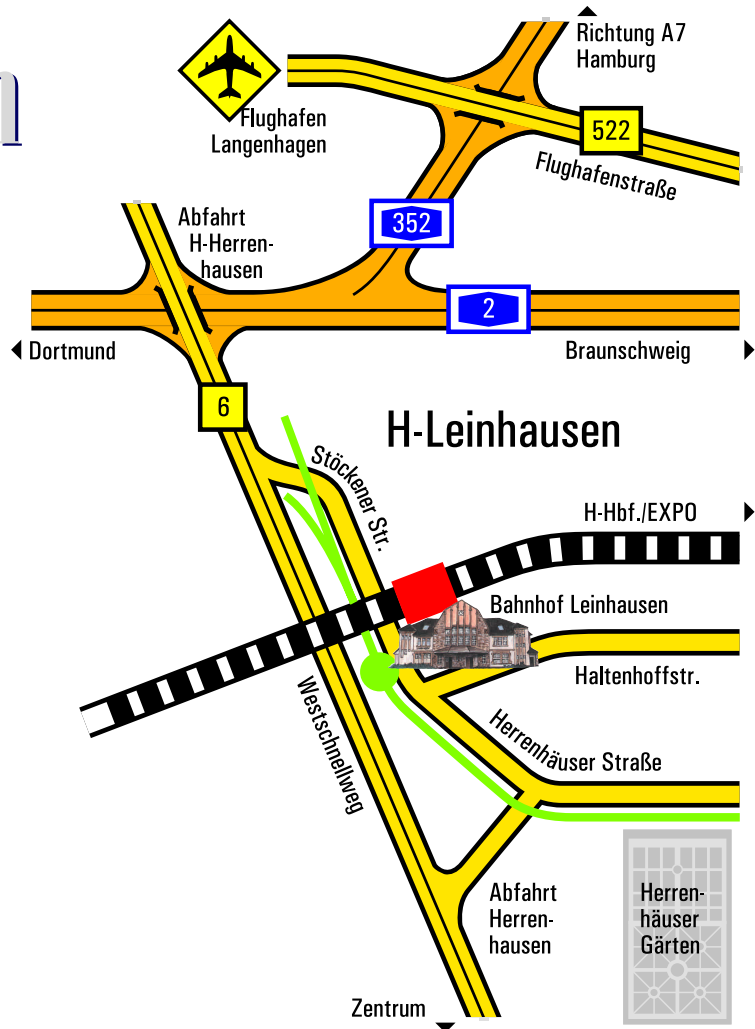 Richtung A7
Hamburg
Flughafen
Langenhagen
522
Flughafenstraße
352
Abfahrt
H-Herren-
hausen
2
Dortmund
Braunschweig
6
H-Leinhausen
Stöckener Str.
H-Hbf./EXPO
Bahnhof Leinhausen
Haltenhoffstr.
Westschnellweg
Herrenhäuser Straße
Abfahrt
Herren-
hausen
Herren-
häuser
Gärten
Zentrum